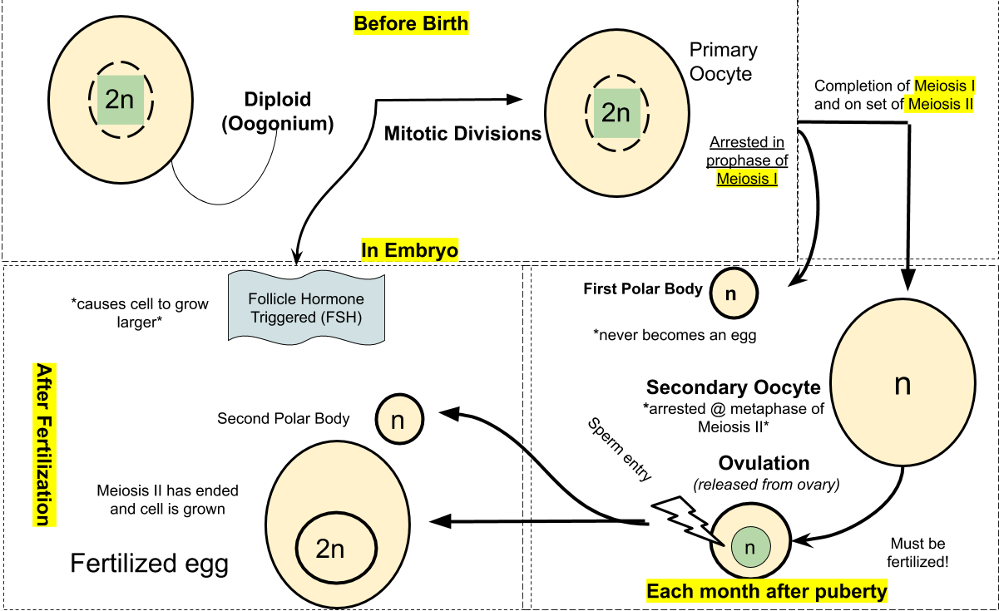 Before Birth
2n
Diploid
(Oogonium)
Mitotic Divisions
2n
Primary
Oocyte
Arrested in
prophase of
Meiosis I
Completion of Meiosis I
and on set of Meiosis II
In Embryo
*causes cell to grow
larger*
Follicle Hormone
Triggered (FSH)
First Polar Body
n
*never becomes an egg
n
Secondary Oocyte
*arrested @ metaphase of
Meiosis II*
Sperm entry
Ovulation
(released from ovary)
n
Must be
fertilized!
Each month after puberty
After Fertilization
Second Polar Body
n
Meiosis II has ended
and cell is grown
2n
Fertilized egg